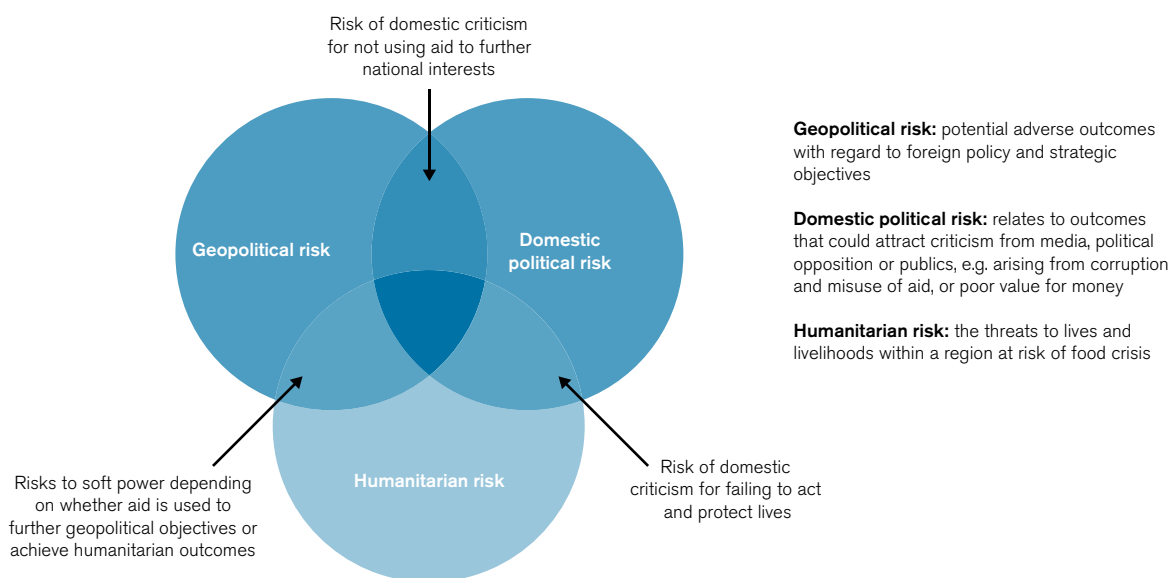 Risk of domestic criticism
for not using aid to further
national interests
Geopolitical risk
Domestic
political risk
Humanitarian risk
Risks to soft power depending
on whether aid is used to
further geopolitical objectives or
achieve humanitarian outcomes
Risk of domestic
criticism for failing to act
and protect lives
Geopolitical risk: potential adverse outcomes
with regard to foreign policy and strategic
objectives
Domestic political risk: relates to outcomes
that could attract criticism from media, political
opposition or publics, e.g. arising from corruption
and misuse of aid, or poor value for money
Humanitarian risk: the threats to lives and
livelihoods within a region at risk of food crisis